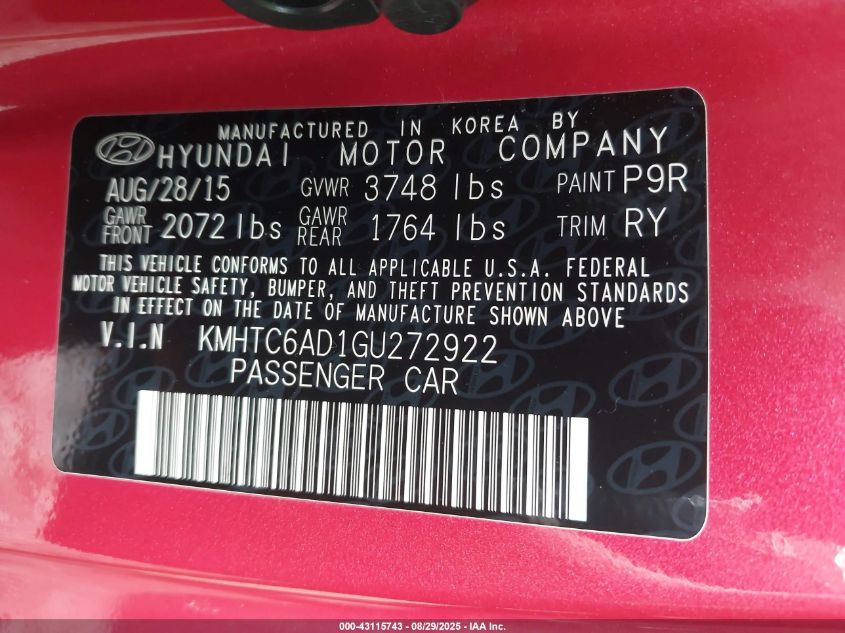 MANUFACTURED IN KOREA BY
HYUNDAI MOTOR COMPANY
AUG/28/15 GVWR 3748 lbs PAINT P9R
GAWR FRONT 2072 lbs GAWR REAR 1764 lbs TRIM RY
THIS VEHICLE CONFORMS TO ALL APPLICABLE U.S.A. FEDERAL
MOTOR VEHICLE SAFETY, BUMPER, AND THEFT PREVENTION STANDARDS
IN EFFECT ON THE DATE OF MANUFACTURE SHOWN ABOVE
V.I.N KMHTC6AD1GU272922
PASSENGER CAR
000-43115743 - 08/29/2025 - IAA Inc.